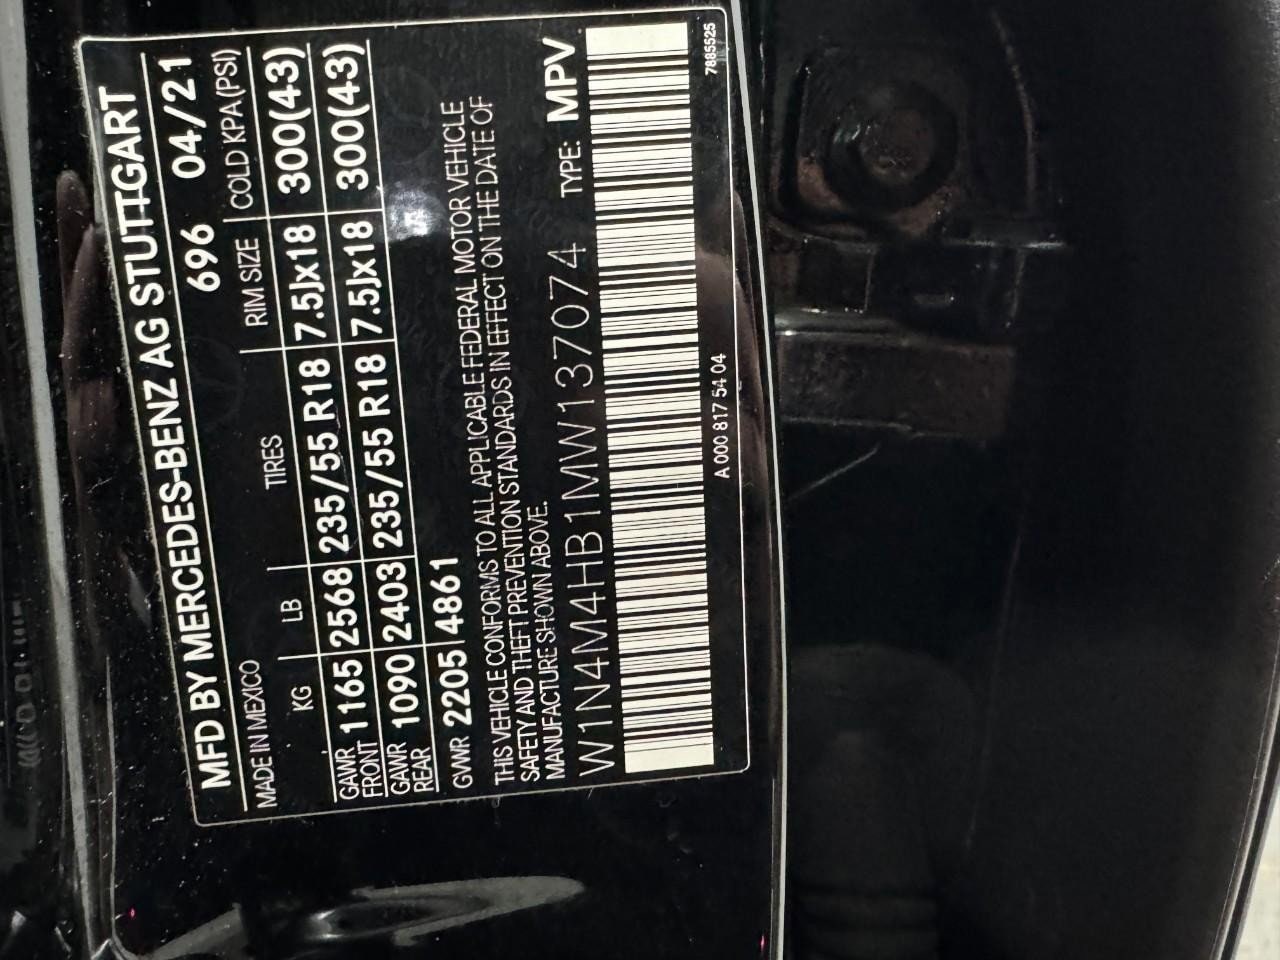 MFD BY MERCEDES-BENZ AG STUTTGART
MADE IN MEXICO 696 04/21
KG LB TIRES RIM SIZE COLD KPA(PSI)
GAWR FRONT 1165 2568 235/55 R18 7.5Jx18 300(43)
GAWR REAR 1090 2403 235/55 R18 7.5Jx18 300(43)
GVWR 2205 4861
THIS VEHICLE CONFORMS TO ALL APPLICABLE FEDERAL MOTOR VEHICLE
SAFETY AND THEFT PREVENTION STANDARDS IN EFFECT ON THE DATE OF
MANUFACTURE SHOWN ABOVE.
W1N4M4HB1MW137074 TYPE: MPV
A 000 817 54 04 7885525